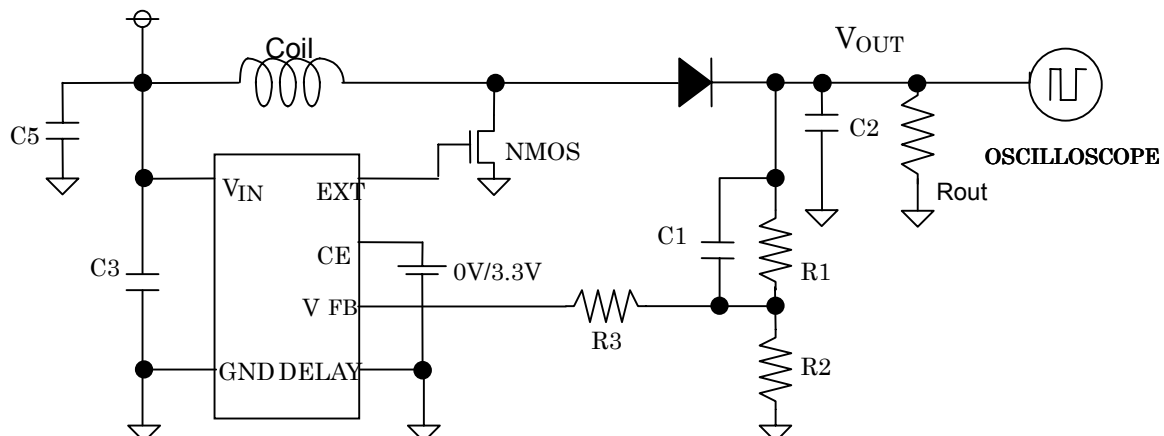 Coil
VOUT
C5
C2
NMOS
OSCILLOSCOPE
VIN
EXT
Rout
C1
CE
C3
0V/3.3V
R1
V FB
R3
GND DELAY
R2